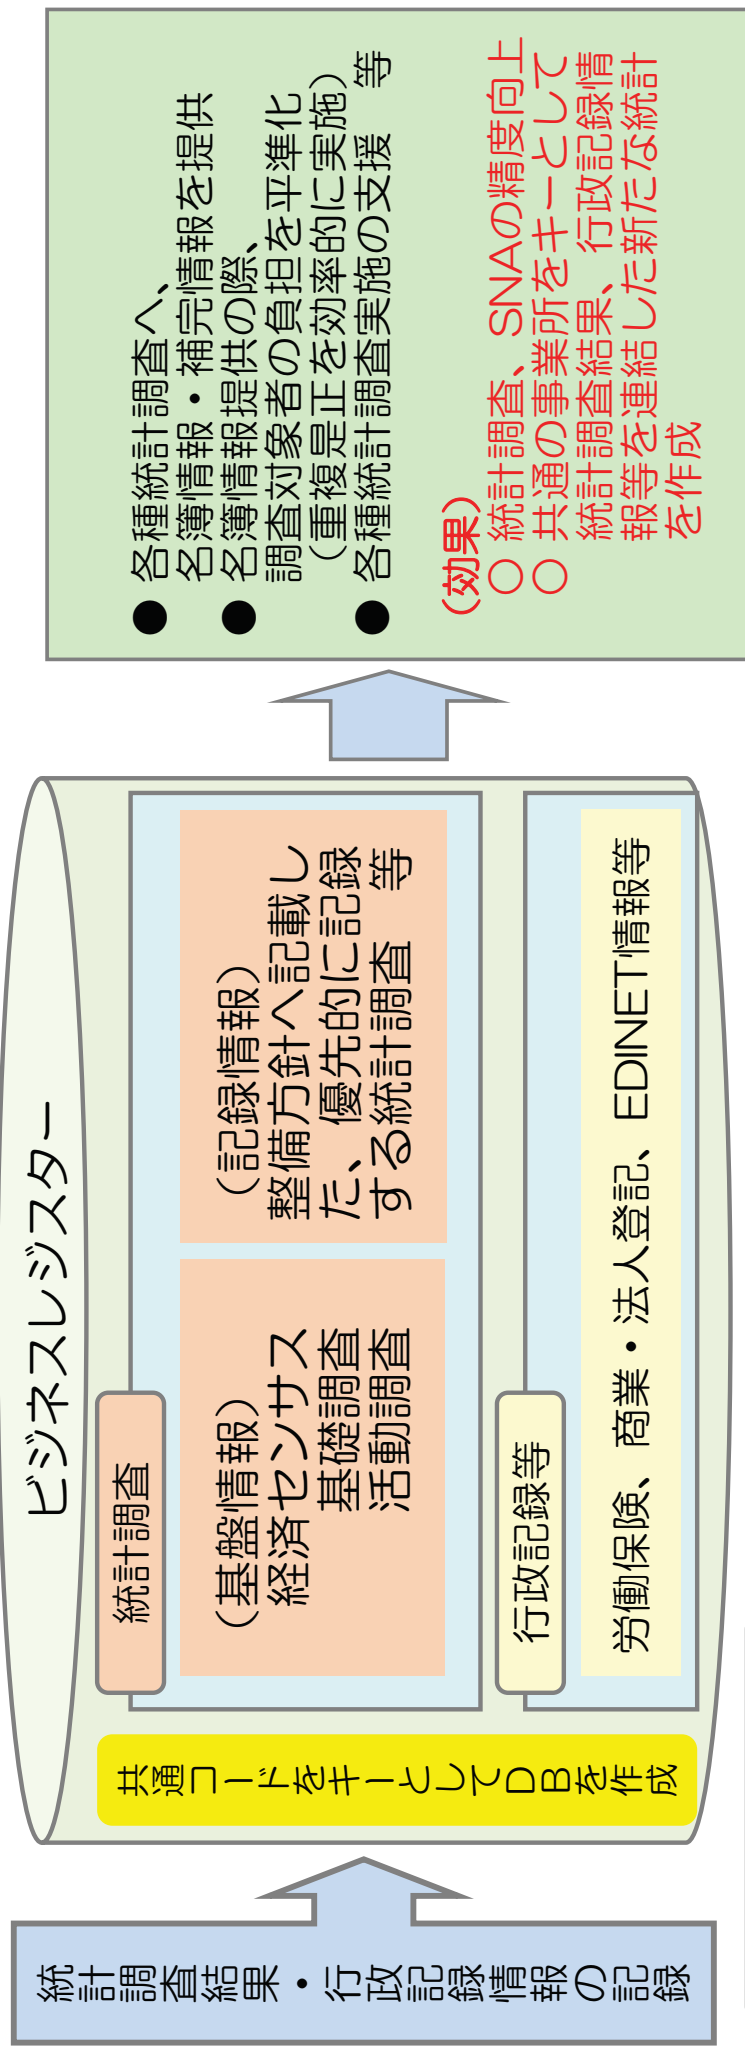 統計調査結果・行政記録情報の記録
ビジネスレジスター
共通コードをキーとしてDBを作成
統計調査
（基盤情報）
経済センサス
基礎調査
活動調査
（記録情報）
整備方針へ記載し
た、優先的に記録
する統計調査　等
行政記録等
労働保険、商業・法人登記、EDINET情報等
● 各種統計調査へ、
名簿情報・補完情報を提供
● 名簿情報提供の際、
調査対象者の負担を平準化
（重複是正を効率的に実施）
● 各種統計調査実施の支援　等
（効果）
○ 統計調査、SNAの精度向上
○ 共通の事業所をキーとして
統計調査結果、行政記録情
報等を連結した新たな統計
を作成